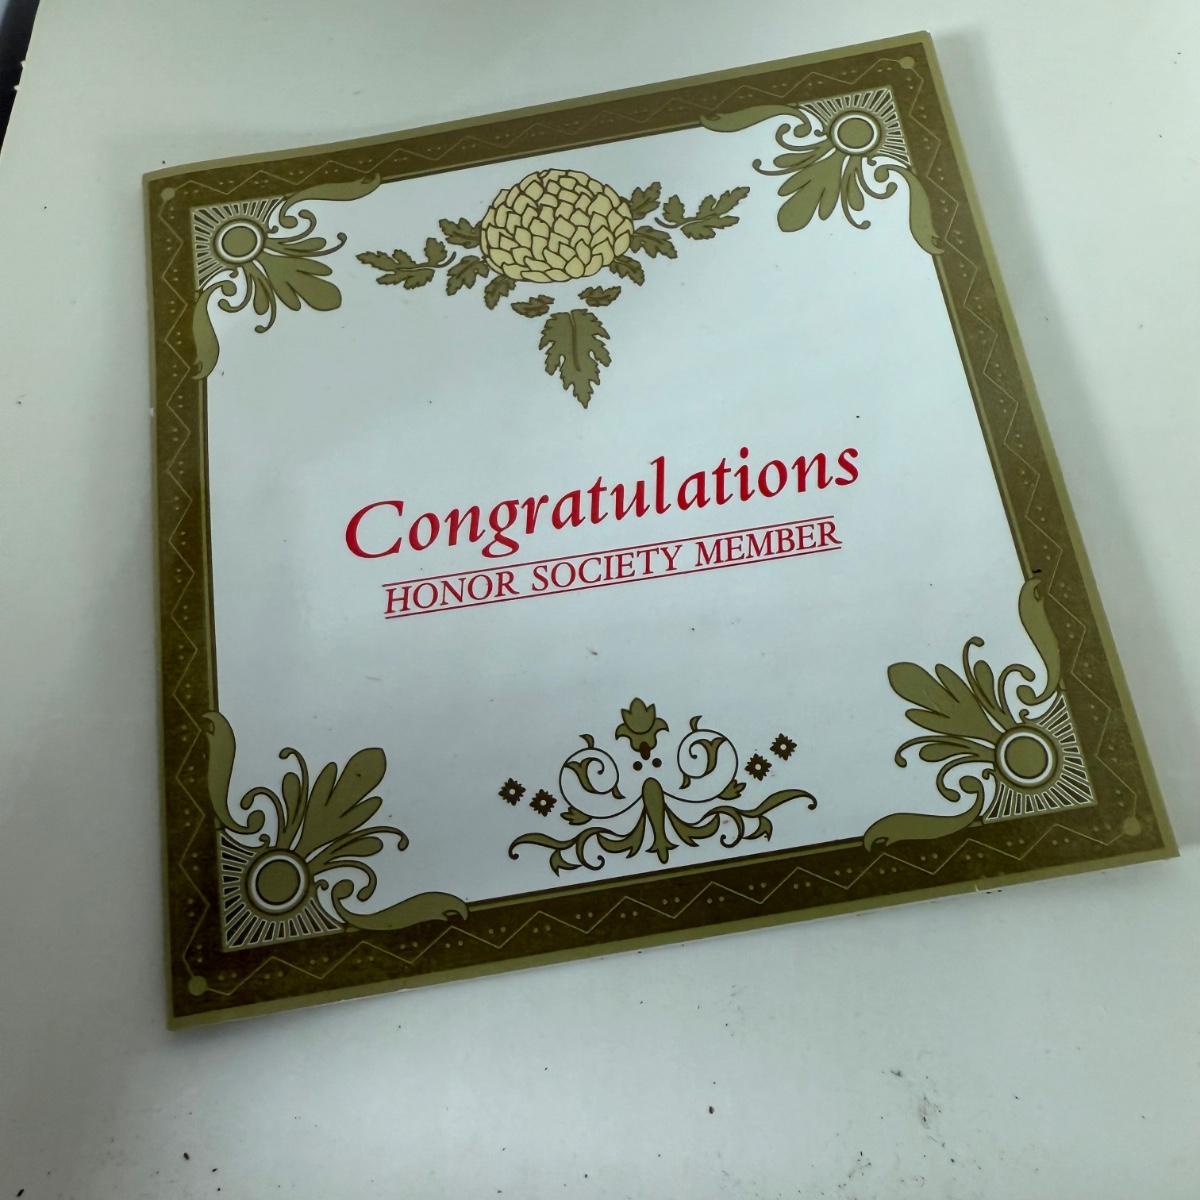 Congratulations
HONOR SOCIETY MEMBER